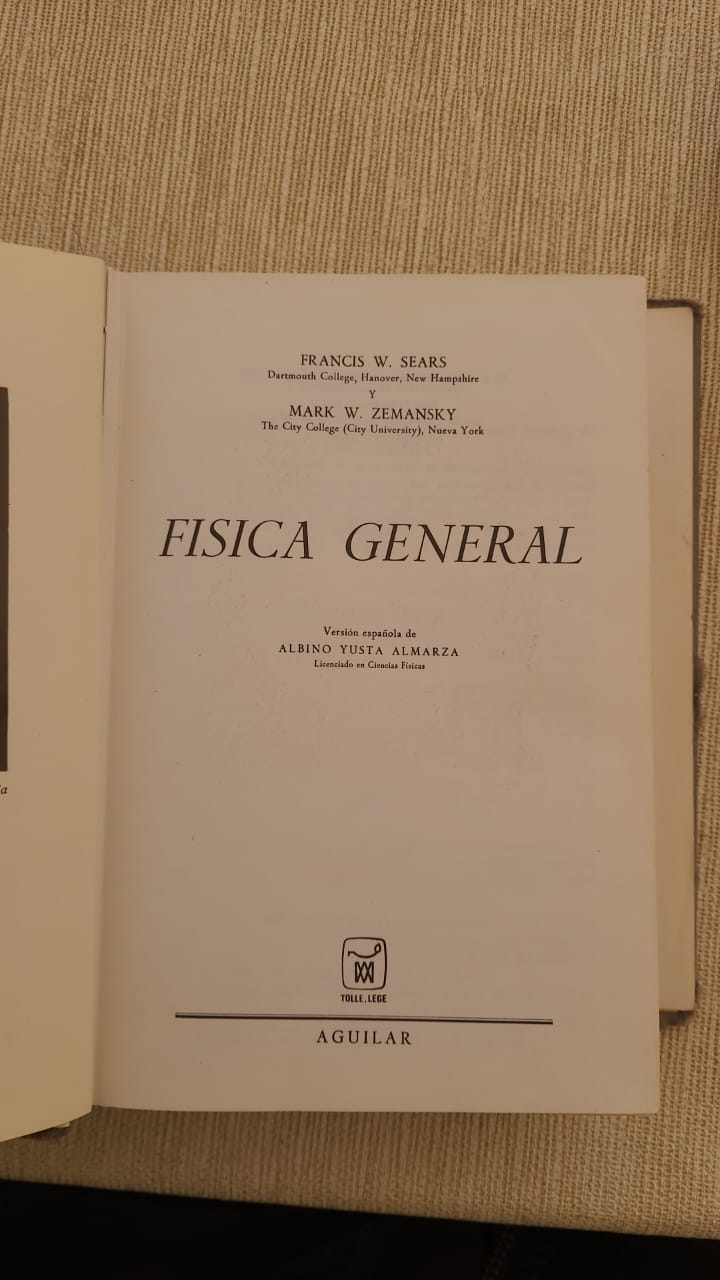 FRANCIS W. SEARS
Dartmouth College, Hanover, New Hampshire
Y
MARK W. ZEMANSKY
The City College (City University), Nueva York
FISICA GENERAL
Versión española de
ALBINO YUSTA ALMARZA
Licenciado en Ciencias Físicas
TOLLE, LEGE
AGUILAR